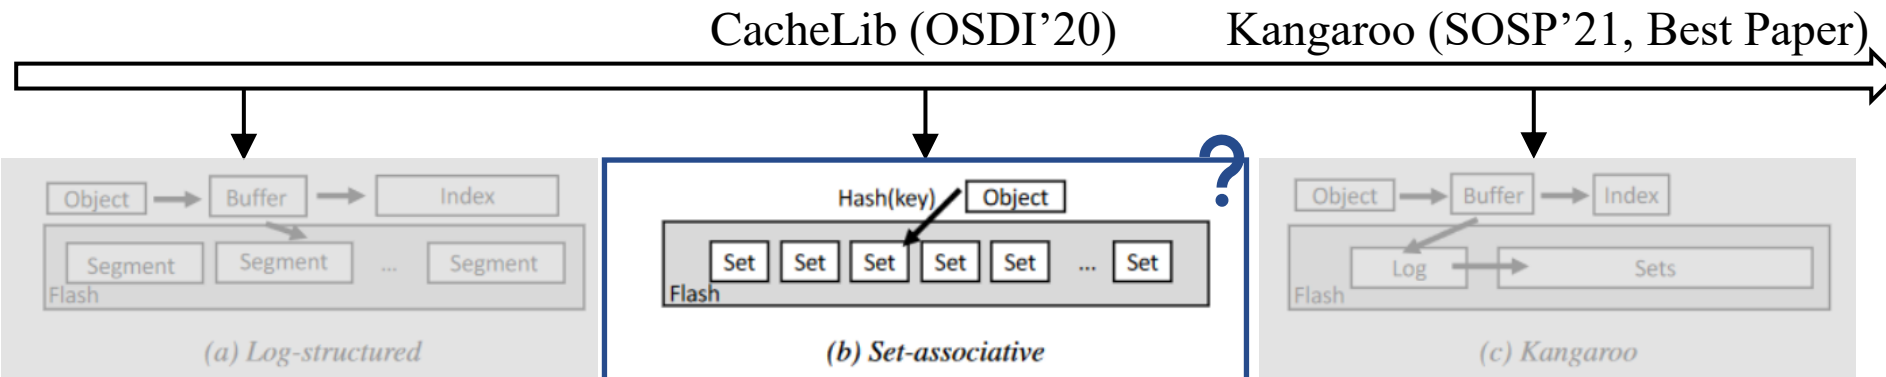 CacheLib (OSDI’20)
Kangaroo (SOSP’21, Best Paper)
?
Object
Buffer
Index
Segment
Segment
...
Segment
Flash
(a) Log-structured
Hash(key)
Object
Set
Set
Set
Set
Set
...
Set
Flash
(b) Set-associative
Object
Buffer
Index
Log
Sets
Flash
(c) Kangaroo